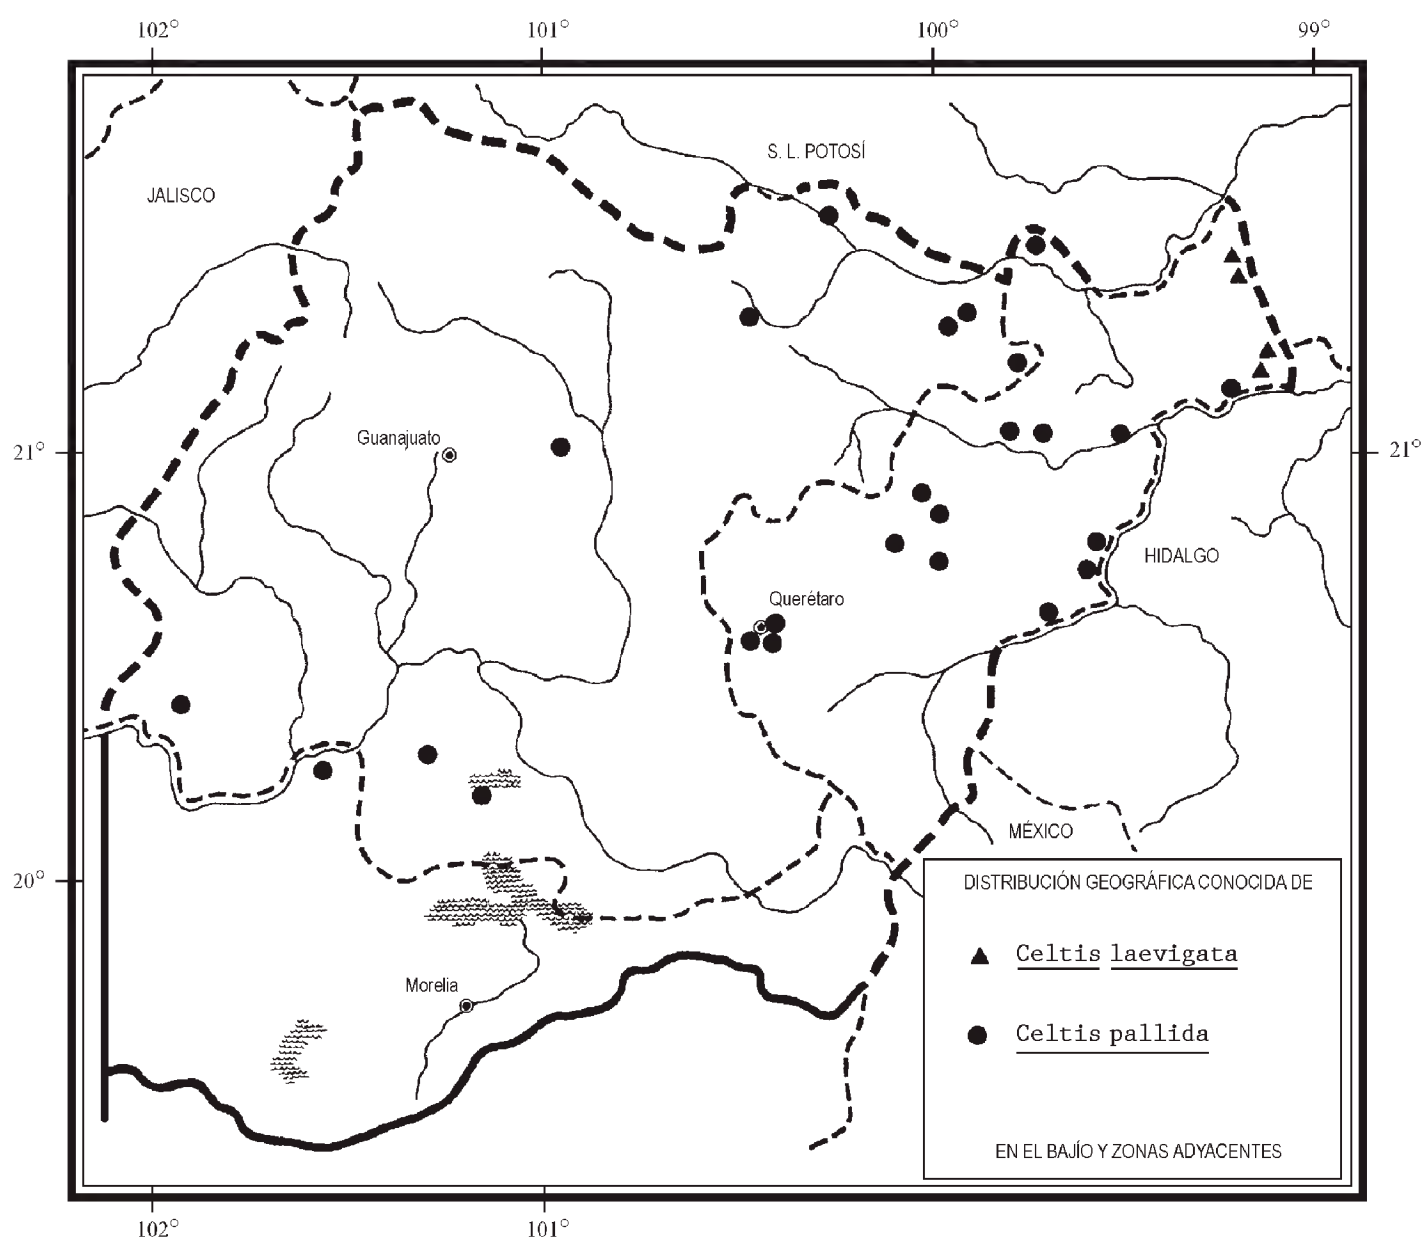 102° 101° 100° 99°
S. L. POTOSÍ
JALISCO
Guanajuato
21° 21°
HIDALGO
Querétaro
MÉXICO
20°
DISTRIBUCIÓN GEOGRÁFICA CONOCIDA DE
Celtis laevigata
Morelia
Celtis pallida
EN EL BAJÍO Y ZONAS ADYACENTES
102° 101°